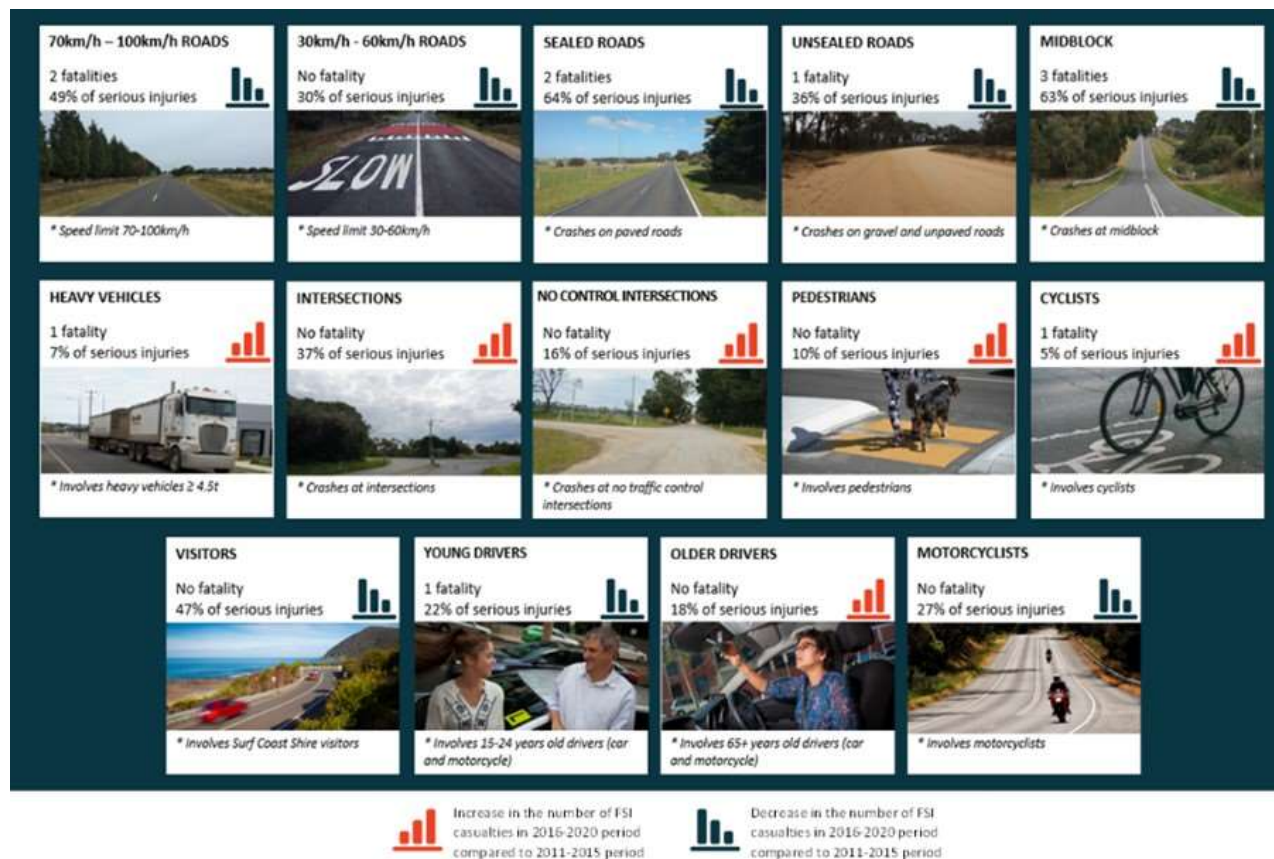 70km/h – 100km/h ROADS
2 fatalities
49% of serious injuries
* Speed limit 70-100km/h
30km/h - 60km/h ROADS
No fatality
30% of serious injuries
SLOW
* Speed limit 30-60km/h
SEALED ROADS
2 fatalities
64% of serious injuries
* Crashes on paved roads
UNSEALED ROADS
1 fatality
36% of serious injuries
* Crashes on gravel and unpaved roads
MIDBLOCK
3 fatalities
63% of serious injuries
* Crashes at midblock
HEAVY VEHICLES
1 fatality
7% of serious injuries
* Involves heavy vehicles ≥ 4.5t
INTERSECTIONS
No fatality
37% of serious injuries
* Crashes at intersections
NO CONTROL INTERSECTIONS
No fatality
16% of serious injuries
* Crashes at no traffic control
intersections
PEDESTRIANS
No fatality
10% of serious injuries
* Involves pedestrians
CYCLISTS
1 fatality
5% of serious injuries
* Involves cyclists
VISITORS
No fatality
47% of serious injuries
* Involves Surf Coast Shire visitors
YOUNG DRIVERS
1 fatality
22% of serious injuries
* Involves 15-24 years old drivers (car
and motorcycle)
OLDER DRIVERS
No fatality
18% of serious injuries
* Involves 65+ years old drivers (car
and motorcycle)
MOTORCYCLISTS
No fatality
27% of serious injuries
* Involves motorcyclists
Increase in the number of FSI
casualties in 2016-2020 period
compared to 2011-2015 period
Decrease in the number of FSI
casualties in 2016-2020 period
compared to 2011-2015 period